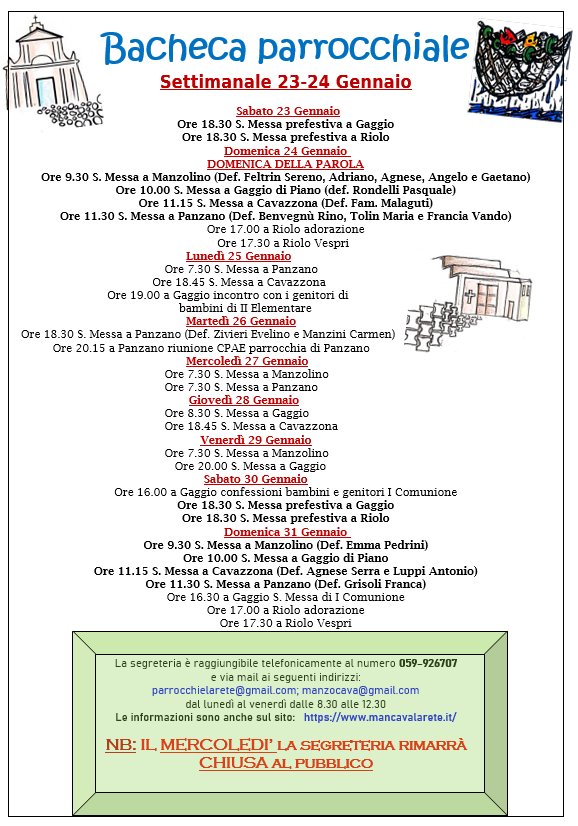 Bacheca parrocchiale
Settimanale 23-24 Gennaio
Sabato 23 Gennaio
Ore 18.30 S. Messa prefestiva a Gaggio
Ore 18.30 S. Messa prefestiva a Riolo
Domenica 24 Gennaio
DOMENICA DELLA PAROLA
Ore 9.30 S. Messa a Manzolino (Def. Feltrin Sereno, Adriano, Agnese, Angelo e Gaetano)
Ore 10.00 S. Messa a Gaggio di Piano (def. Rondelli Pasquale)
Ore 11.15 S. Messa a Cavazzona (Def. Fam. Malaguti)
Ore 11.30 S. Messa a Panzano (Def. Benvegnù Rino, Tolin Maria e Francia Vando)
Ore 17.00 a Riolo adorazione
Ore 17.30 a Riolo Vespri
Lunedì 25 Gennaio
Ore 7.30 S. Messa a Panzano
Ore 18.45 S. Messa a Cavazzona
Ore 19.00 a Gaggio incontro con i genitori di
bambini di II Elementare
Martedì 26 Gennaio
Ore 18.30 S. Messa a Panzano (Def. Zivieri Evelino e Manzini Carmen)
Ore 20.15 a Panzano riunione CPAE parrocchia di Panzano
Mercoledì 27 Gennaio
Ore 7.30 S. Messa a Manzolino
Ore 7.30 S. Messa a Panzano
Giovedì 28 Gennaio
Ore 8.30 S. Messa a Gaggio
Ore 18.45 S. Messa a Cavazzona
Venerdì 29 Gennaio
Ore 7.30 S. Messa a Manzolino
Ore 20.00 S. Messa a Gaggio
Sabato 30 Gennaio
Ore 16.00 a Gaggio confessioni bambini e genitori I Comunione
Ore 18.30 S. Messa prefestiva a Gaggio
Ore 18.30 S. Messa prefestiva a Riolo
Domenica 31 Gennaio
Ore 9.30 S. Messa a Manzolino (Def. Emma Pedrini)
Ore 10.00 S. Messa a Gaggio di Piano
Ore 11.15 S. Messa a Cavazzona (Def. Agnese Serra e Luppi Antonio)
Ore 11.30 S. Messa a Panzano (Def. Grisoli Franca)
Ore 16.30 a Gaggio S. Messa di I Comunione
Ore 17.00 a Riolo adorazione
Ore 17.30 a Riolo Vespri
La segreteria è raggiungibile telefonicamente al numero 059-926707
e via mail ai seguenti indirizzi:
parrocchielarete@gmail.com; manzocava@gmail.com
dal lunedì al venerdì dalle 8.30 alle 12.30
Le informazioni sono anche sul sito: https://www.mancavalarete.it/
NB: IL MERCOLEDI’ LA SEGRETERIA RIMARRÀ
CHIUSA AL PUBBLICO